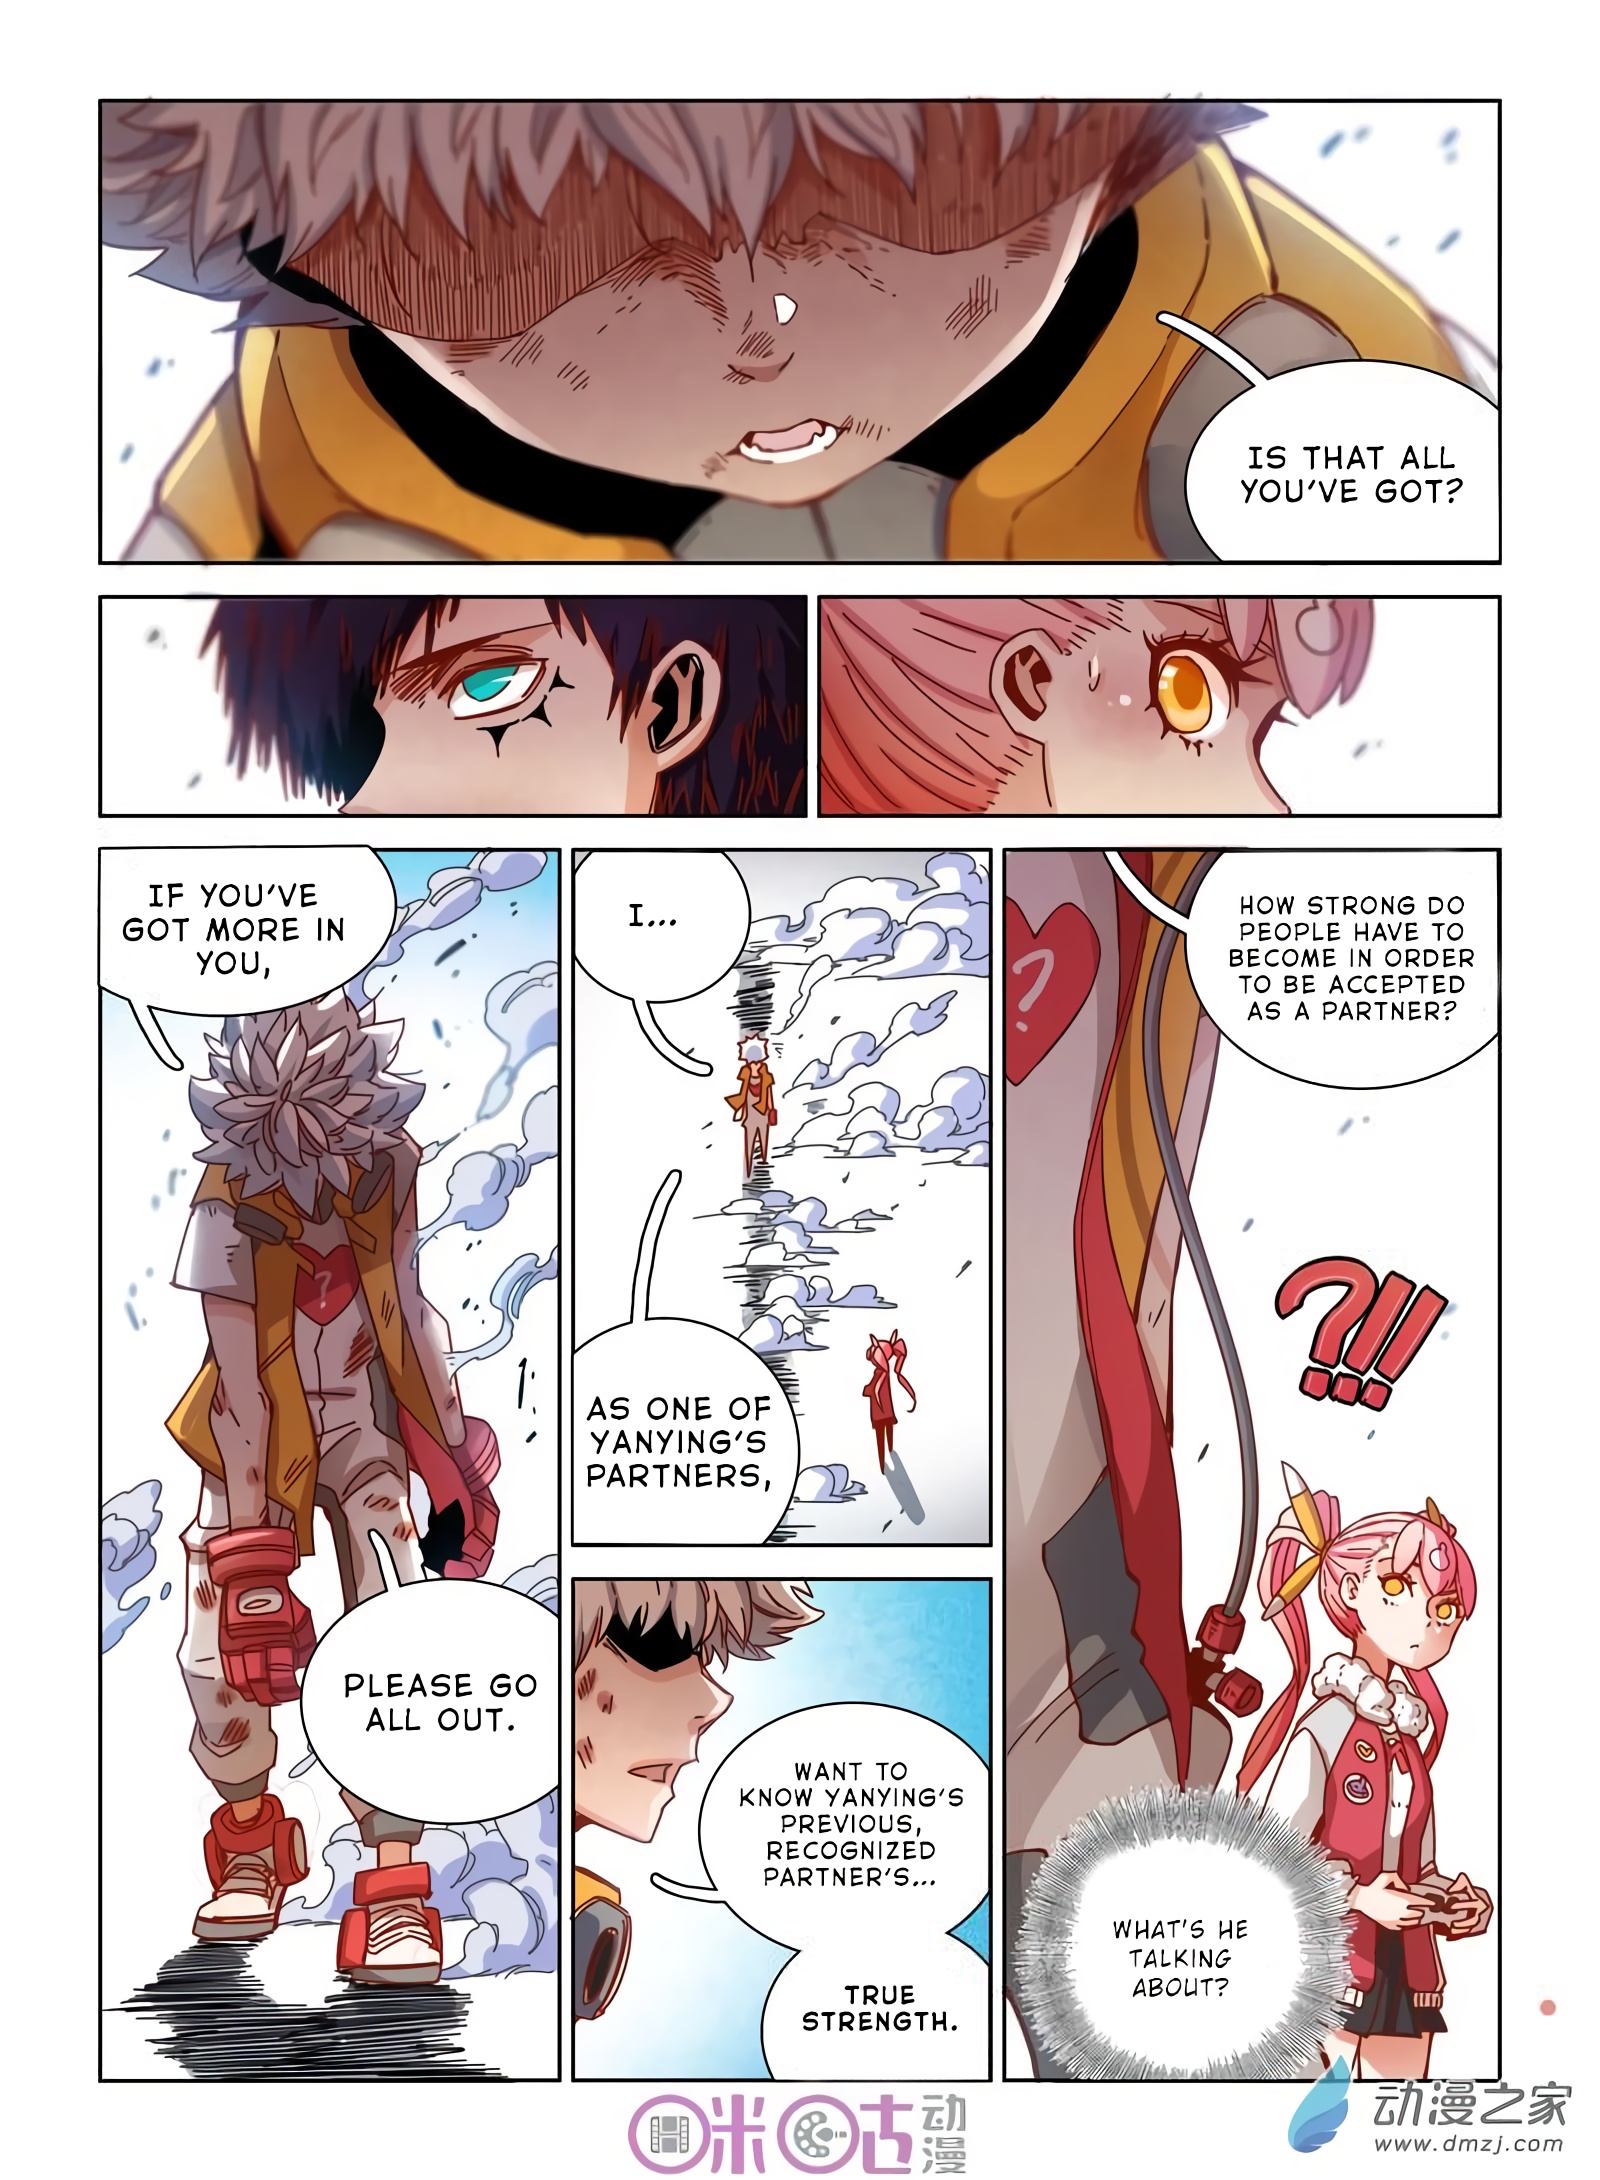 IS THAT ALL
YOU'VE GOT?
IF YOU'VE
GOT MORE IN
YOU,
PLEASE GO
ALL OUT.
I...
AS ONE OF
YANYING'S
PARTNERS,
WANT TO
KNOW YANYING'S
PREVIOUS,
RECOGNIZED
PARTNER'S...
TRUE
STRENGTH.
HOW STRONG DO
PEOPLE HAVE TO
BECOME IN ORDER
TO BE ACCEPTED
AS A PARTNER?
?
?
?!!
WHAT'S HE
TALKING
ABOUT?
咪咕动漫
动漫之家
www.dmzj.com